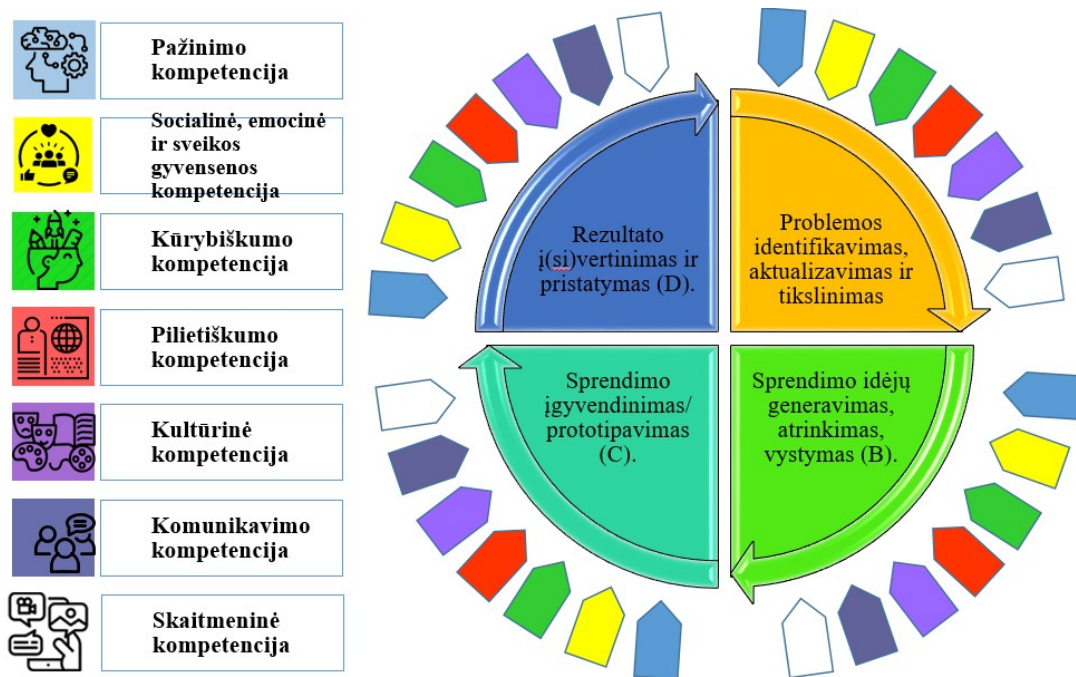 Pažinimo
kompetencija
Socialinė, emocinė
ir sveikos
gyvensenos
kompetencija
Kūrybiškumo
kompetencija
Pilietiškumo
kompetencija
Kultūrinė
kompetencija
Komunikavimo
kompetencija
Skaitmeninė
kompetencija
Rezultato
į(si)vertinimas ir
pristatymas (D).
Problemos
identifikavimas,
aktualizavimas ir
tikslinimas
Sprendimo
įgyvendinimas/
prototipavimas
(C).
Sprendimo idėjų
generavimas,
atrinkimas,
vystymas (B).